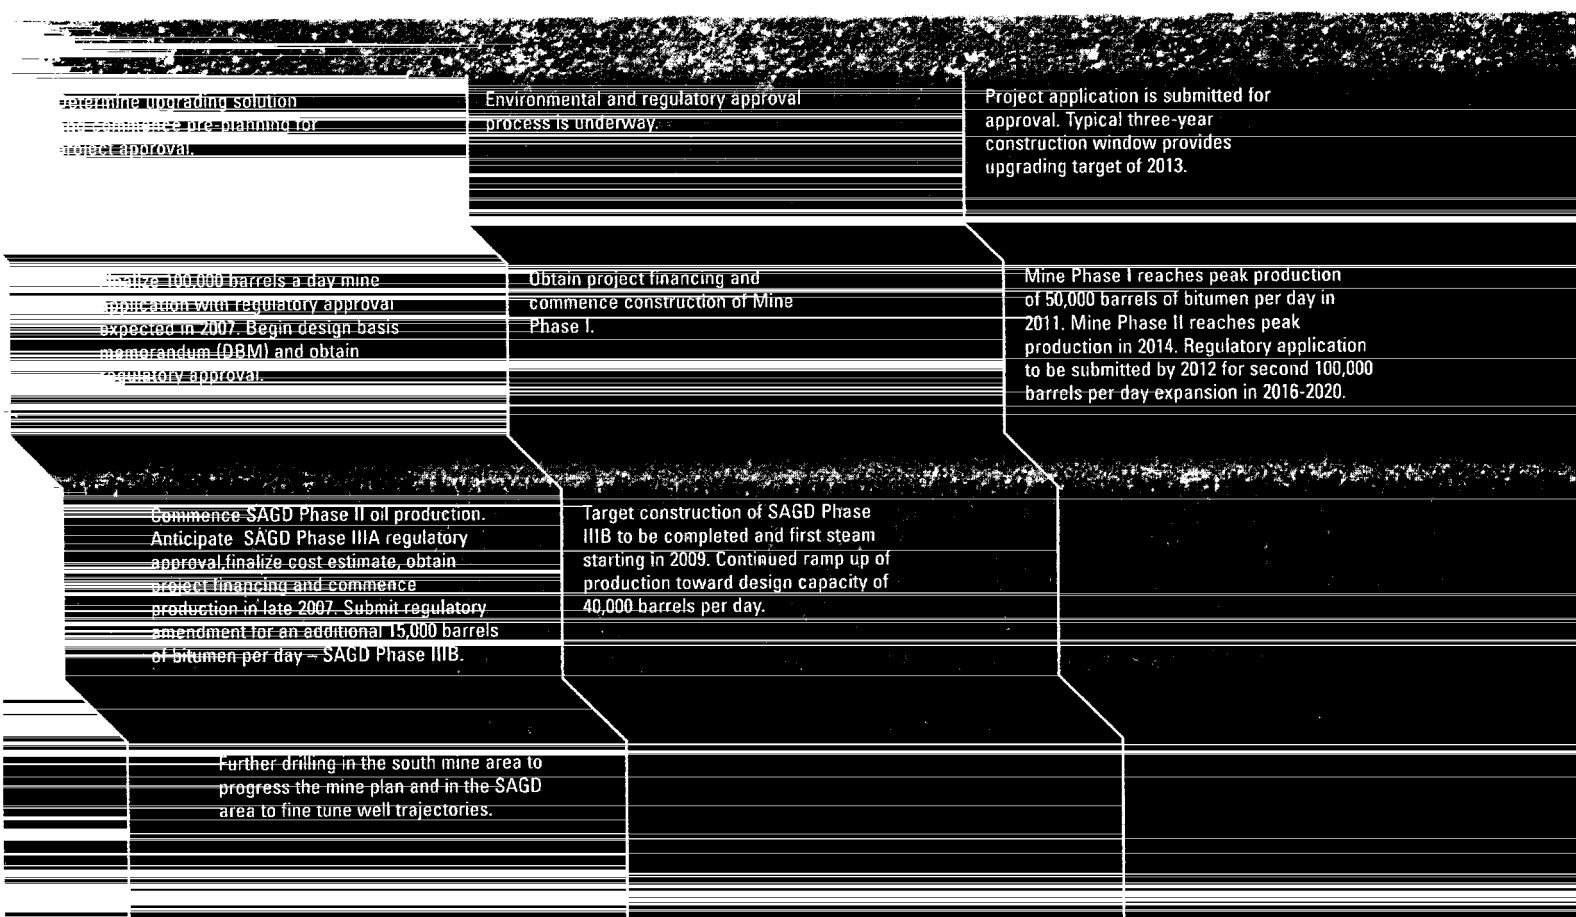 Determine upgrading solution
and commence pre-planning for
project approval.
Environmental and regulatory approval
process is underway.
Project application is submitted for
approval. Typical three-year
construction window provides
upgrading target of 2013.
Finalize 100,000 barrels a day mine
application with regulatory approval
expected in 2007. Begin design basis
memorandum (DBM) and obtain
regulatory approval.
Obtain project financing and
commence construction of Mine
Phase I.
Mine Phase I reaches peak production
of 50,000 barrels of bitumen per day in
2011. Mine Phase II reaches peak
production in 2014. Regulatory application
to be submitted by 2012 for second 100,000
barrels per day expansion in 2016-2020.
Commence SAGD Phase II oil production.
Anticipate SAGD Phase IIIA regulatory
approval,finalize cost estimate, obtain
project financing and commence
production in late 2007. Submit regulatory
amendment for an additional 15,000 barrels
of bitumen per day – SAGD Phase IIIB.
Target construction of SAGD Phase
IIIB to be completed and first steam
starting in 2009. Continued ramp up of
production toward design capacity of
40,000 barrels per day.
Further drilling in the south mine area to
progress the mine plan and in the SAGD
area to fine tune well trajectories.